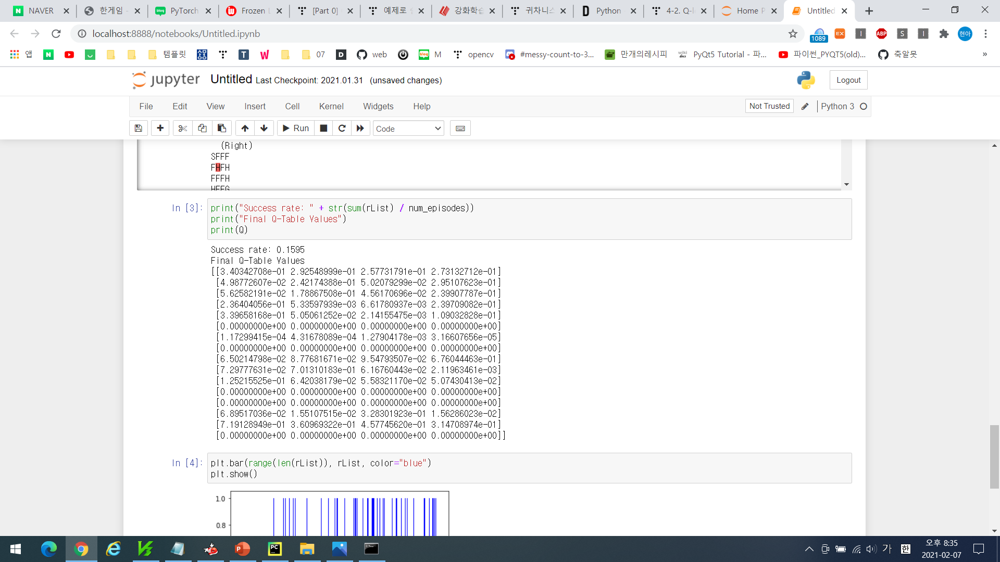 NAVER
한게임 -
PyTorch
Frozen L
[Part 0]
예제로
강화학습
귀차니스
Python
4-2. Q-l
Home P
Untitled
localhost:8888/notebooks/Untitled.ipynb
1089
EX
ABP
S
현아
앱
템플릿
07
web
M
opencv
#messy-count-to-3...
만개의레시피
PyQt5 Tutorial - 파...
파이썬_PYQT5(old)...
축알못
»
jupyter Untitled Last Checkpoint: 2021.01.31 (unsaved changes)
Logout
File Edit View Insert Cell Kernel Widgets Help
Not Trusted
Python 3
Run
Code
(Right)
SFFF
FHFH
FFFH
HFFG
In [3]: print("Success rate: " + str(sum(rList) / num_episodes))
print("Final Q-Table Values")
print(Q)
Success rate: 0.1595
Final Q-Table Values
[[3.40342708e-01 2.92548999e-01 2.57731791e-01 2.73132712e-01]
[4.98772607e-02 2.42174388e-01 5.02079299e-02 2.95107623e-01]
[5.62582191e-02 1.78867508e-01 4.56170696e-02 2.39907787e-01]
[2.36404056e-01 5.33597939e-03 6.61780937e-03 2.39709082e-01]
[3.39658168e-01 5.05061252e-02 2.14155475e-03 1.09032828e-01]
[0.00000000e+00 0.00000000e+00 0.00000000e+00 0.00000000e+00]
[1.17299415e-04 4.31678089e-04 1.27904178e-03 3.16607656e-05]
[0.00000000e+00 0.00000000e+00 0.00000000e+00 0.00000000e+00]
[6.50214798e-02 8.77681671e-02 9.54793507e-02 6.76044463e-01]
[7.29777631e-02 7.01310183e-01 6.16760443e-02 2.11963461e-03]
[1.25215525e-01 6.42038179e-02 5.58321170e-02 5.07430413e-02]
[0.00000000e+00 0.00000000e+00 0.00000000e+00 0.00000000e+00]
[0.00000000e+00 0.00000000e+00 0.00000000e+00 0.00000000e+00]
[6.89517036e-02 1.55107515e-02 3.28301923e-01 1.56286023e-02]
[7.19128949e-01 3.60969322e-01 4.57745620e-01 3.14708974e-01]
[0.00000000e+00 0.00000000e+00 0.00000000e+00 0.00000000e+00]]
In [4]: plt.bar(range(len(rList)), rList, color="blue")
plt.show()
1.0
0.8
가
한
오후 8:35
2021-02-07